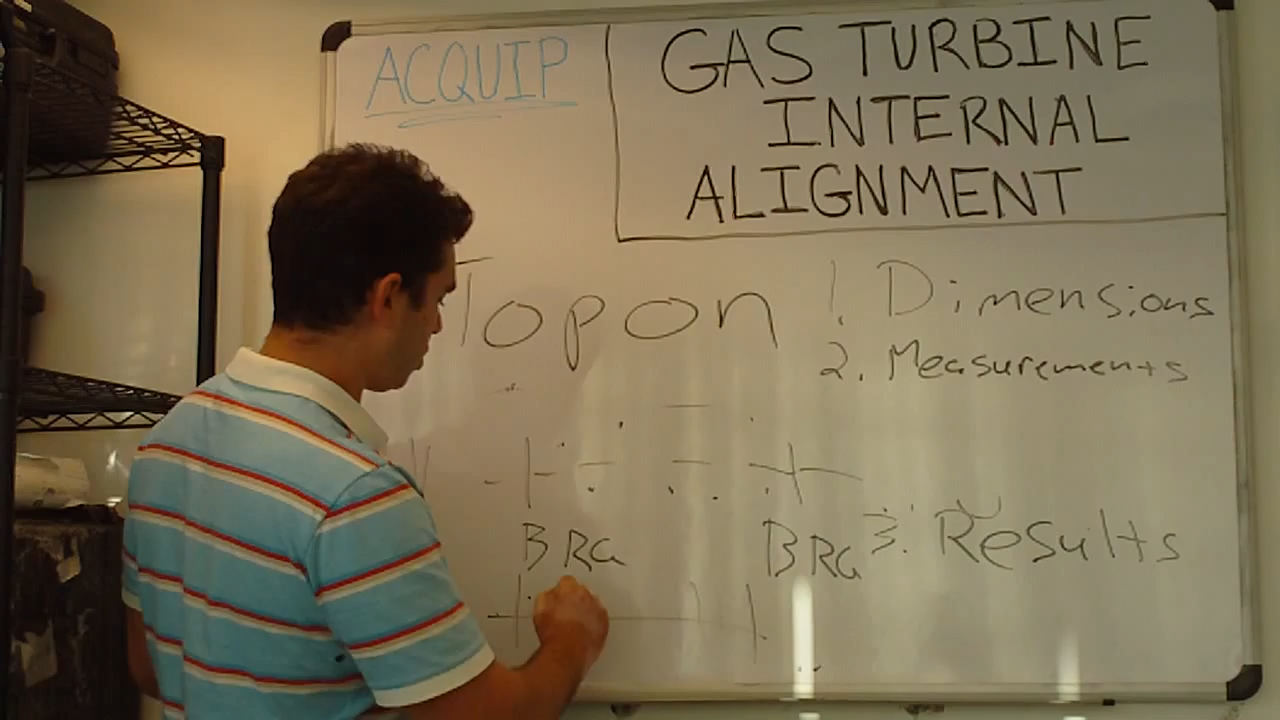 ACQUIP
GAS TURBINE
INTERNAL
ALIGNMENT
Topon
1. Dimensions
2. Measurements
BRG
BRG
3. Results